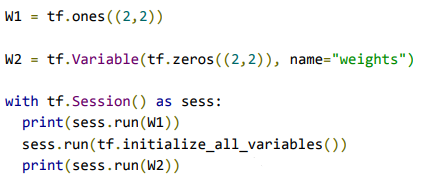 W1 = tf.ones((2,2))
W2 = tf.Variable(tf.zeros((2,2)), name="weights")
with tf.Session() as sess:
print(sess.run(W1))
sess.run(tf.initialize_all_variables())
print(sess.run(W2))